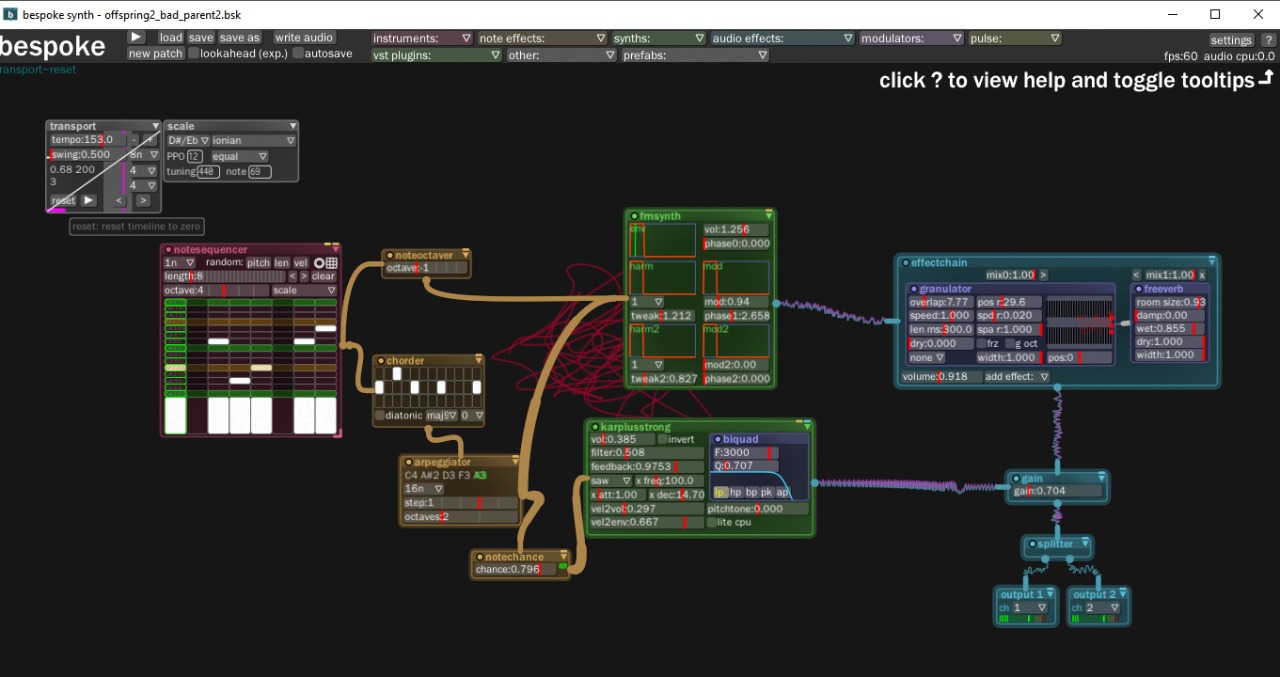 bespoke synth - offspring2_bad_parent2.bsk
bespoke load save save as write audio instruments: note effects: synths: audio effects: modulators: pulse: settings ?
new patch lookahead (exp.) autosave vst plugins: other: prefabs: fps:60 audio cpu:0.0
ransport~reset
click ? to view help and toggle tooltips
transport
tempo:153.0 - +
swing:0.500 8n
0.68 200 4
3 4
reset < >
scale
D#/Eb ionian
PPO 12 equal
tuning 440 note 69
reset: reset timeline to zero
notesequencer
1n random: pitch len vel
length:8 < > clear
octave:4 scale
noteoctaver
octave:-1
chorder
diatonic maj9 0
arpeggiator
C4 A#2 D3 F3 A3
16n
step:1
octaves:2
notechance
chance:0.796
fmsynth
env vol:1.256
phase0:0.000
harm mod
1 mod:0.94
tweak:1.212 phase1:2.658
harm2 mod2
1 mod2:0.00
tweak2:0.827 phase2:0.000
karplusstrong
vol:0.385 invert
filter:0.508
feedback:0.9753
saw x freq:100.0
x att:1.00 x dec:14.70
vel2vol:0.297 pitchtone:0.000
vel2env:0.667 lite cpu
biquad
F:3000
Q:0.707
lp hp bp pk ap
effectchain
mix0:1.00 > < mix1:1.00 x
granulator
overlap:7.77 pos r:29.6
speed:1.000 spd r:0.020
len ms:300.0 spa r:1.000
dry:0.000 frz g oct
none width:1.000 pos:0
freeverb
room size:0.93
damp:0.00
wet:0.855
dry:1.000
width:1.000
volume:0.918 add effect:
gain
gain:0.704
splitter
output 1
ch 1
output 2
ch 2